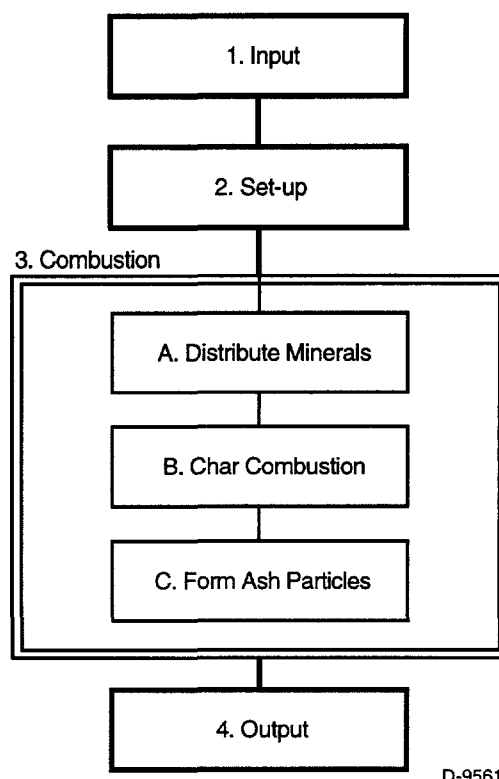 1. Input
2. Set-up
3. Combustion
A. Distribute Minerals
B. Char Combustion
C. Form Ash Particles
4. Output
D-9561